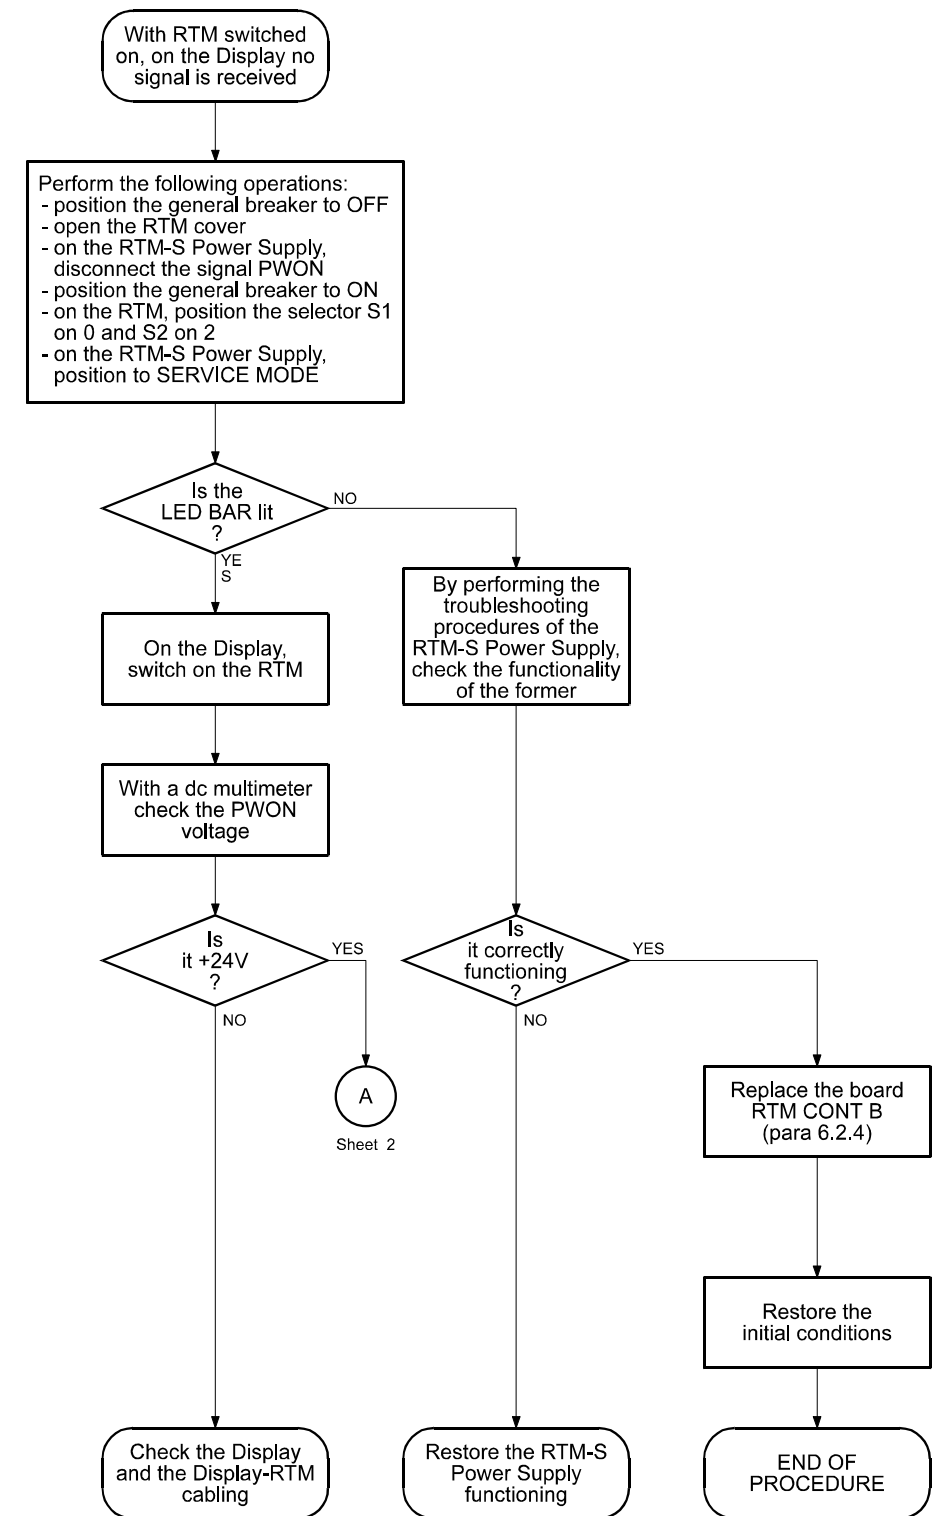 With RTM switched
on, on the Display no
signal is received
Perform the following operations:
- position the general breaker to OFF
- open the RTM cover
- on the RTM-S Power Supply,
disconnect the signal PWON
- position the general breaker to ON
- on the RTM, position the selector S1
on 0 and S2 on 2
- on the RTM-S Power Supply,
position to SERVICE MODE
Is the
LED BAR lit
?
NO
YE
S
By performing the
troubleshooting
procedures of the
RTM-S Power Supply,
check the functionality
of the former
On the Display,
switch on the RTM
With a dc multimeter
check the PWON
voltage
Is
it +24V
?
YES
NO
Is
it correctly
functioning
?
YES
NO
A
Sheet 2
Replace the board
RTM CONT B
(para 6.2.4)
Restore the
initial conditions
Check the Display
and the Display-RTM
cabling
Restore the RTM-S
Power Supply
functioning
END OF
PROCEDURE